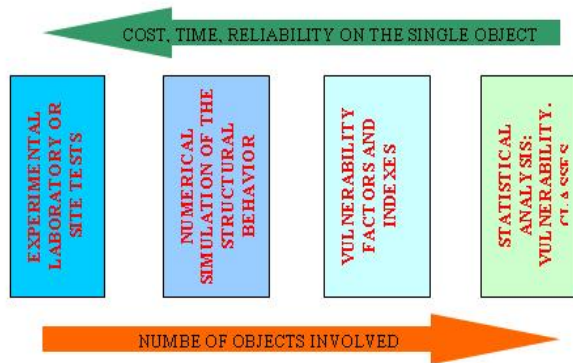 COST, TIME, RELIABILITY ON THE SINGLE OBJECT
EXPERIMENTAL
LABORATORY OR
SITE TESTS
NUMERICAL
SIMULATION OF THE
STRUCTURAL
BEHAVIOR
VULNERABILITY
FACTORS AND
INDEXES
STATISTICAL
ANALYSIS:
VULNERABILITY.
CLASSES
NUMBE OF OBJECTS INVOLVED